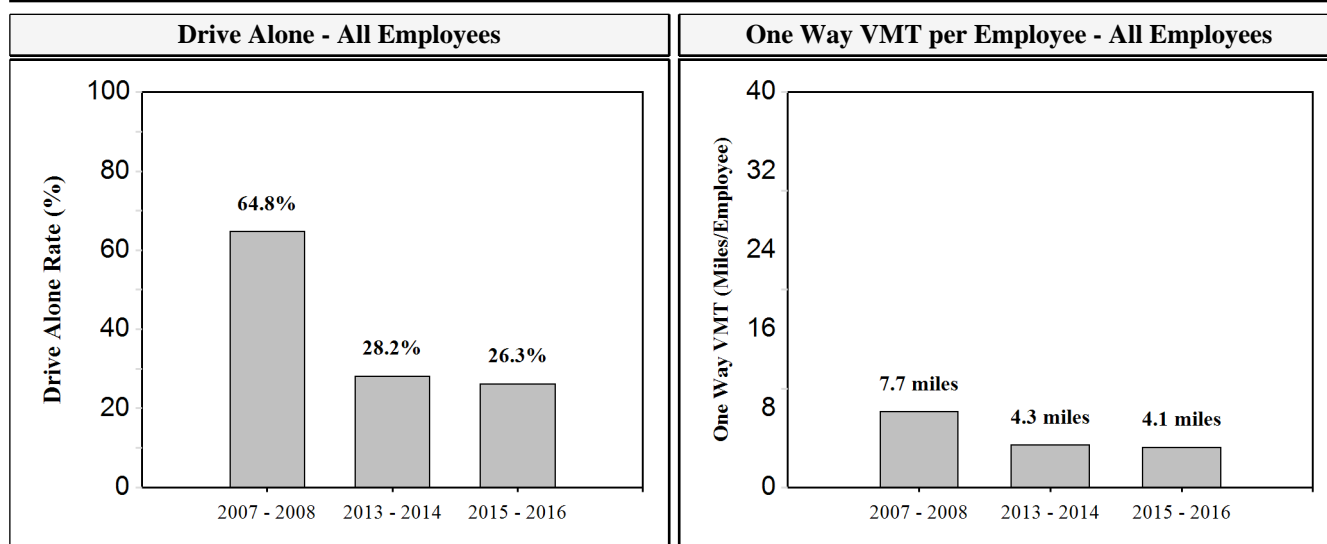 Drive Alone - All Employees
One Way VMT per Employee - All Employees
Drive Alone Rate (%)
100
80
60
40
20
0
64.8%
28.2%
26.3%
2007 - 2008
2013 - 2014
2015 - 2016
One Way VMT (Miles/Employee)
40
32
24
16
8
0
7.7 miles
4.3 miles
4.1 miles
2007 - 2008
2013 - 2014
2015 - 2016